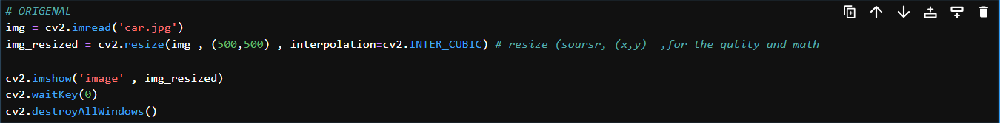 # ORIGENAL
img = cv2.imread('car.jpg')
img_resized = cv2.resize(img , (500,500) , interpolation=cv2.INTER_CUBIC) # resize (soursr, (x,y)  ,for the qulity and math

cv2.imshow('image' , img_resized)
cv2.waitKey(0)
cv2.destroyAllWindows()